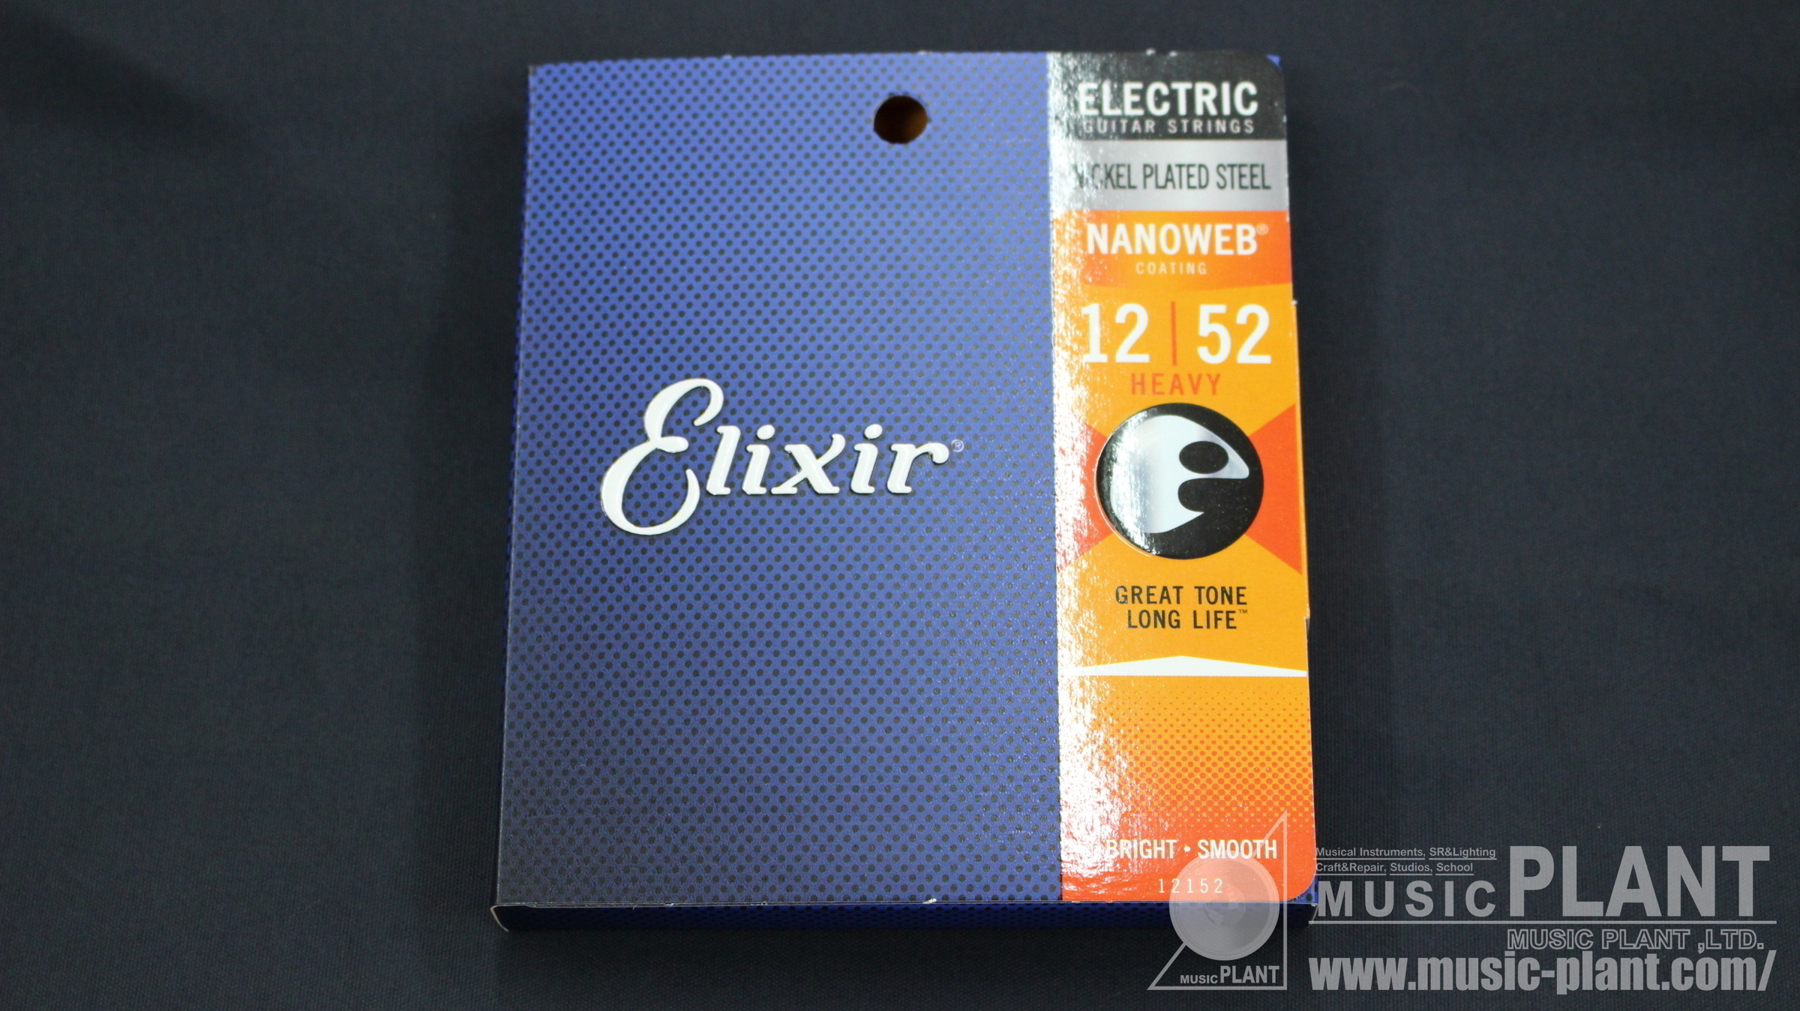 ELECTRIC
GUITAR STRINGS
NICKEL PLATED STEEL
NANOWEB®
COATING
12 | 52
HEAVY
Elixir®
GREAT TONE
LONG LIFE™
BRIGHT • SMOOTH
12152
Musical Instruments, SR&Lighting
Craft&Repair, Studios, School
MUSIC PLANT
MUSIC PLANT ,LTD.
MUSIC PLANT
www.music-plant.com/